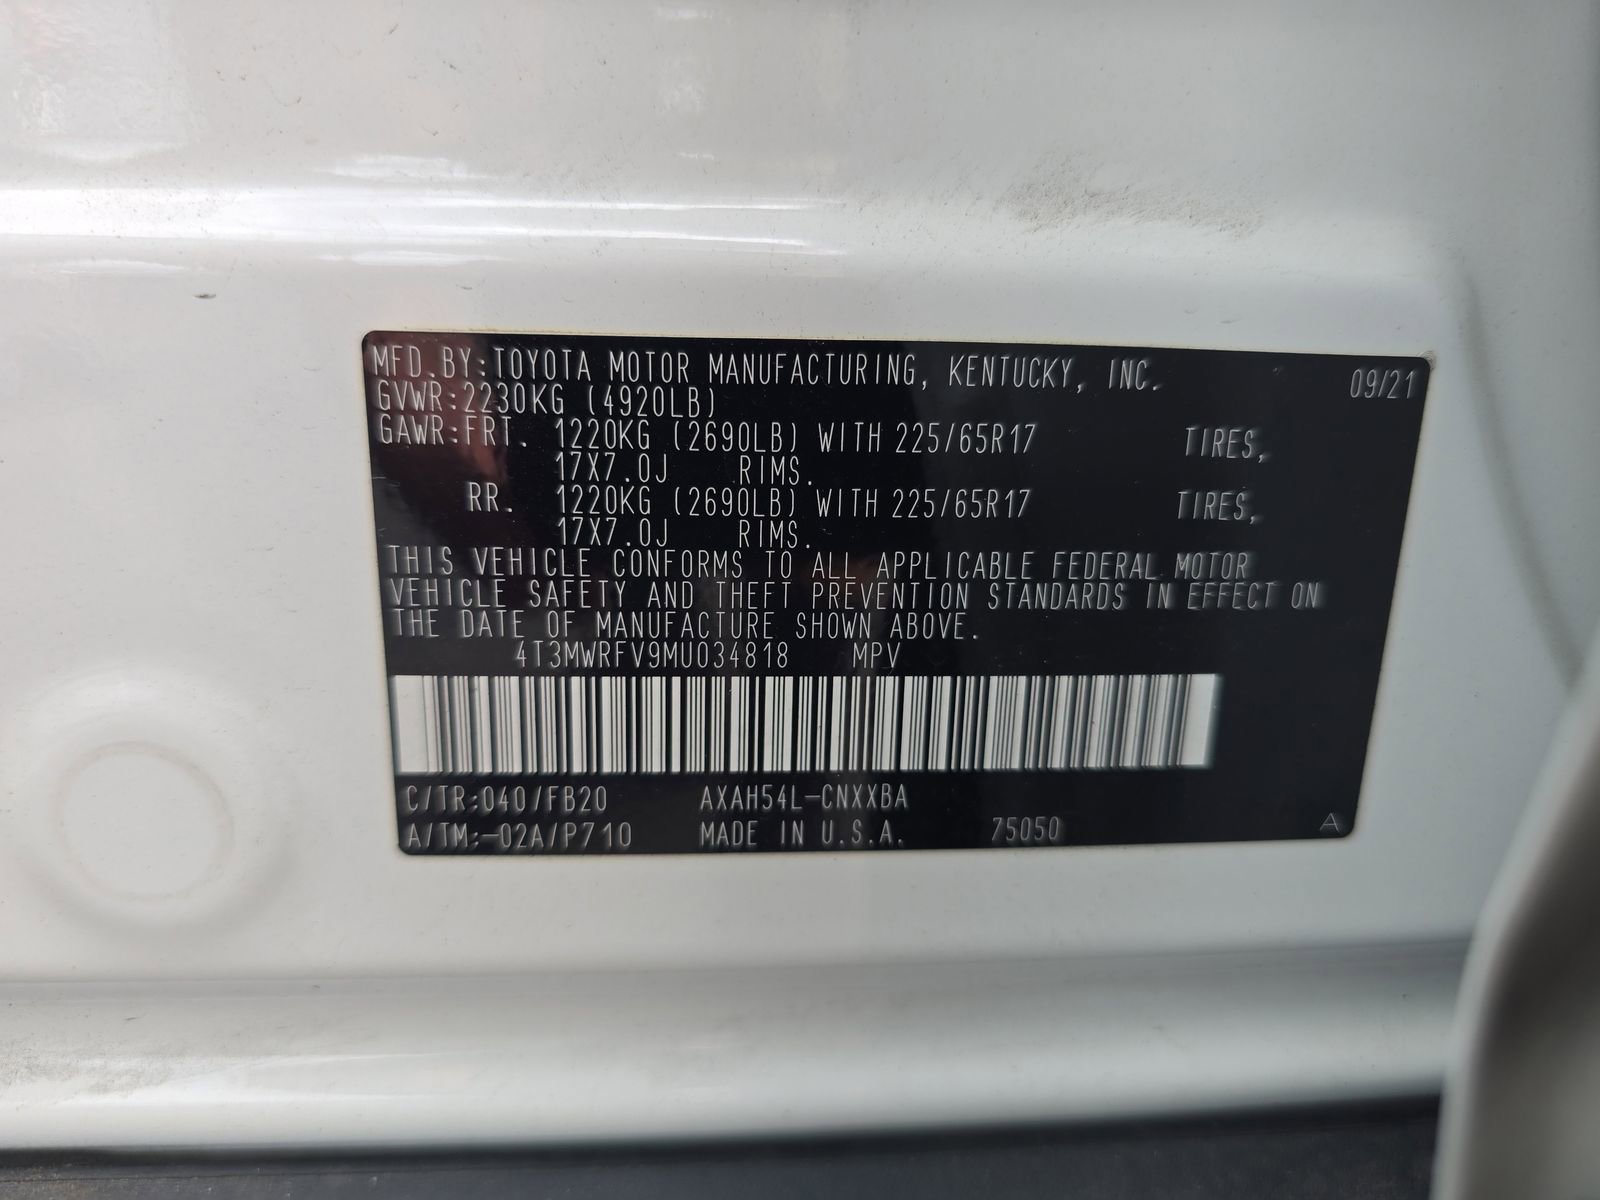 MFD.BY:TOYOTA MOTOR MANUFACTURING, KENTUCKY, INC. 09/21
GVWR:2230KG (4920LB)
GAWR:FRT. 1220KG (2690LB) WITH 225/65R17 TIRES,
17X7.0J RIMS.
RR. 1220KG (2690LB) WITH 225/65R17 TIRES,
17X7.0J RIMS.
THIS VEHICLE CONFORMS TO ALL APPLICABLE FEDERAL MOTOR
VEHICLE SAFETY AND THEFT PREVENTION STANDARDS IN EFFECT ON
THE DATE OF MANUFACTURE SHOWN ABOVE.
4T3MWRFV9MU034818 MPV
C/TR:040/FB20 AXAH54L-CNXXBA
A/TM:-02A/P710 MADE IN U.S.A. 75050 A